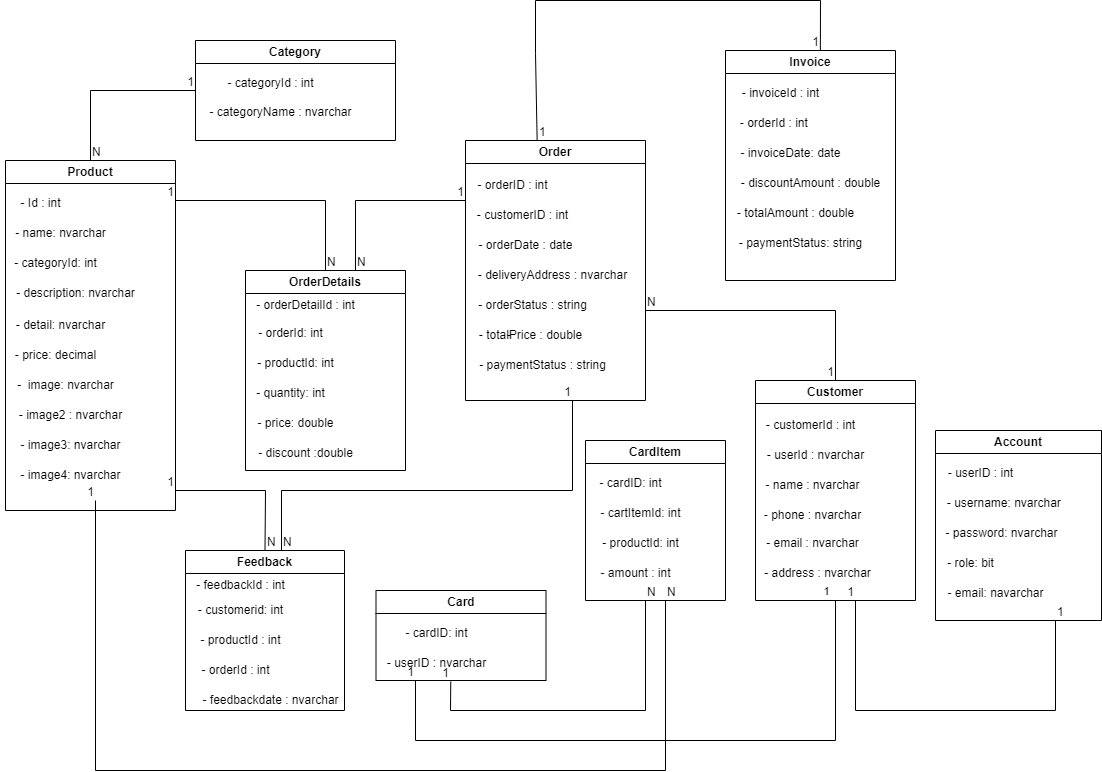 Category
- categoryId : int
- categoryName : nvarchar
1
N
Product
- Id : int
- name: nvarchar
- categoryId: int
- description: nvarchar
- detail: nvarchar
- price: decimal
- image: nvarchar
- image2 : nvarchar
- image3: nvarchar
- image4: nvarchar
1
1
1
OrderDetails
- orderDetailId : int
- orderId: int
- productId: int
- quantity: int
- price: double
- discount :double
N
N
Order
- orderID : int
- customerID : int
- orderDate : date
- deliveryAddress : nvarchar
- orderStatus : string
- totalPrice : double
- paymentStatus : string
1
1
N
1
Invoice
- invoiceId : int
- orderId : int
- invoiceDate: date
- discountAmount : double
- totalAmount : double
- paymentStatus: string
1
Customer
- customerId : int
- userId : nvarchar
- name : nvarchar
- phone : nvarchar
- email : nvarchar
- address : nvarchar
1
1
1
Account
- userID : int
- username: nvarchar
- password: nvarchar
- role: bit
- email: navarchar
1
CardItem
- cardID: int
- cartItemId: int
- productId: int
- amount : int
N
N
Feedback
- feedbackId : int
- customerid: int
- productId : int
- orderId : int
- feedbackdate : nvarchar
N
N
Card
- cardID: int
- userID : nvarchar
1
1